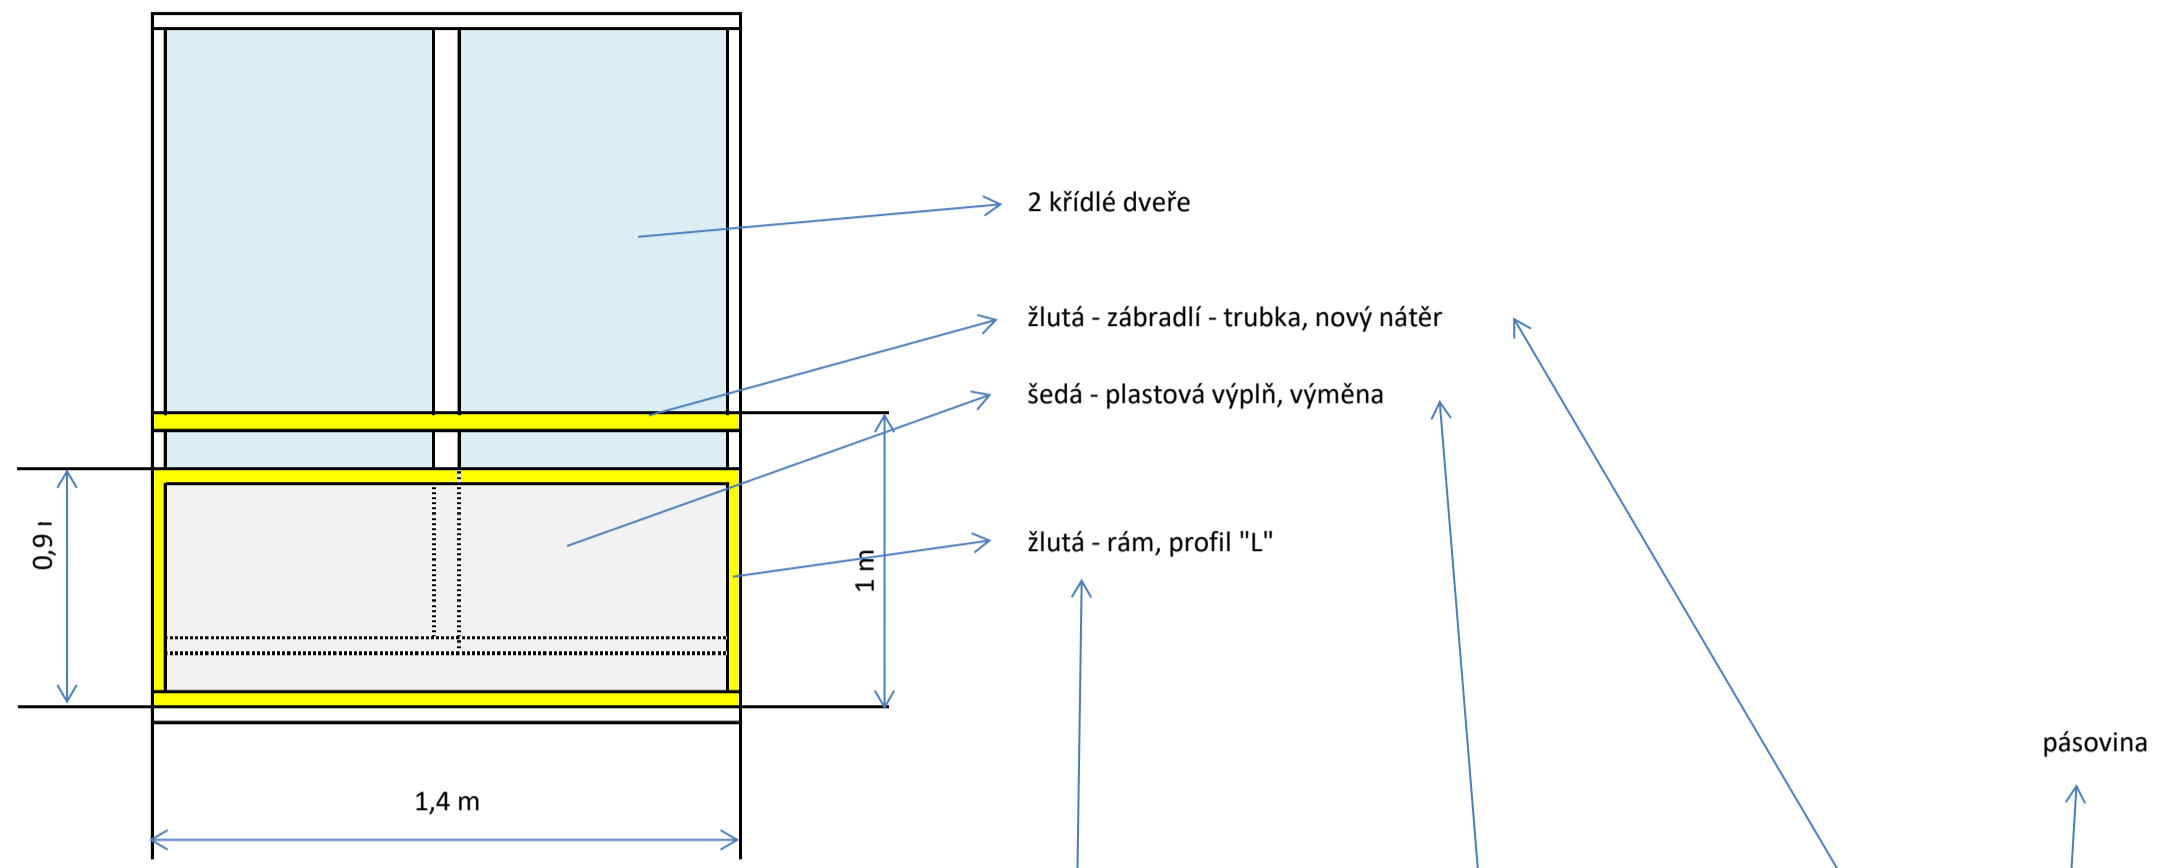 2 křídlé dveře
žlutá - zábradlí - trubka, nový nátěr
šedá - plastová výplň, výměna
žlutá - rám, profil "L"
0,9
1 m
pásovina
1,4 m